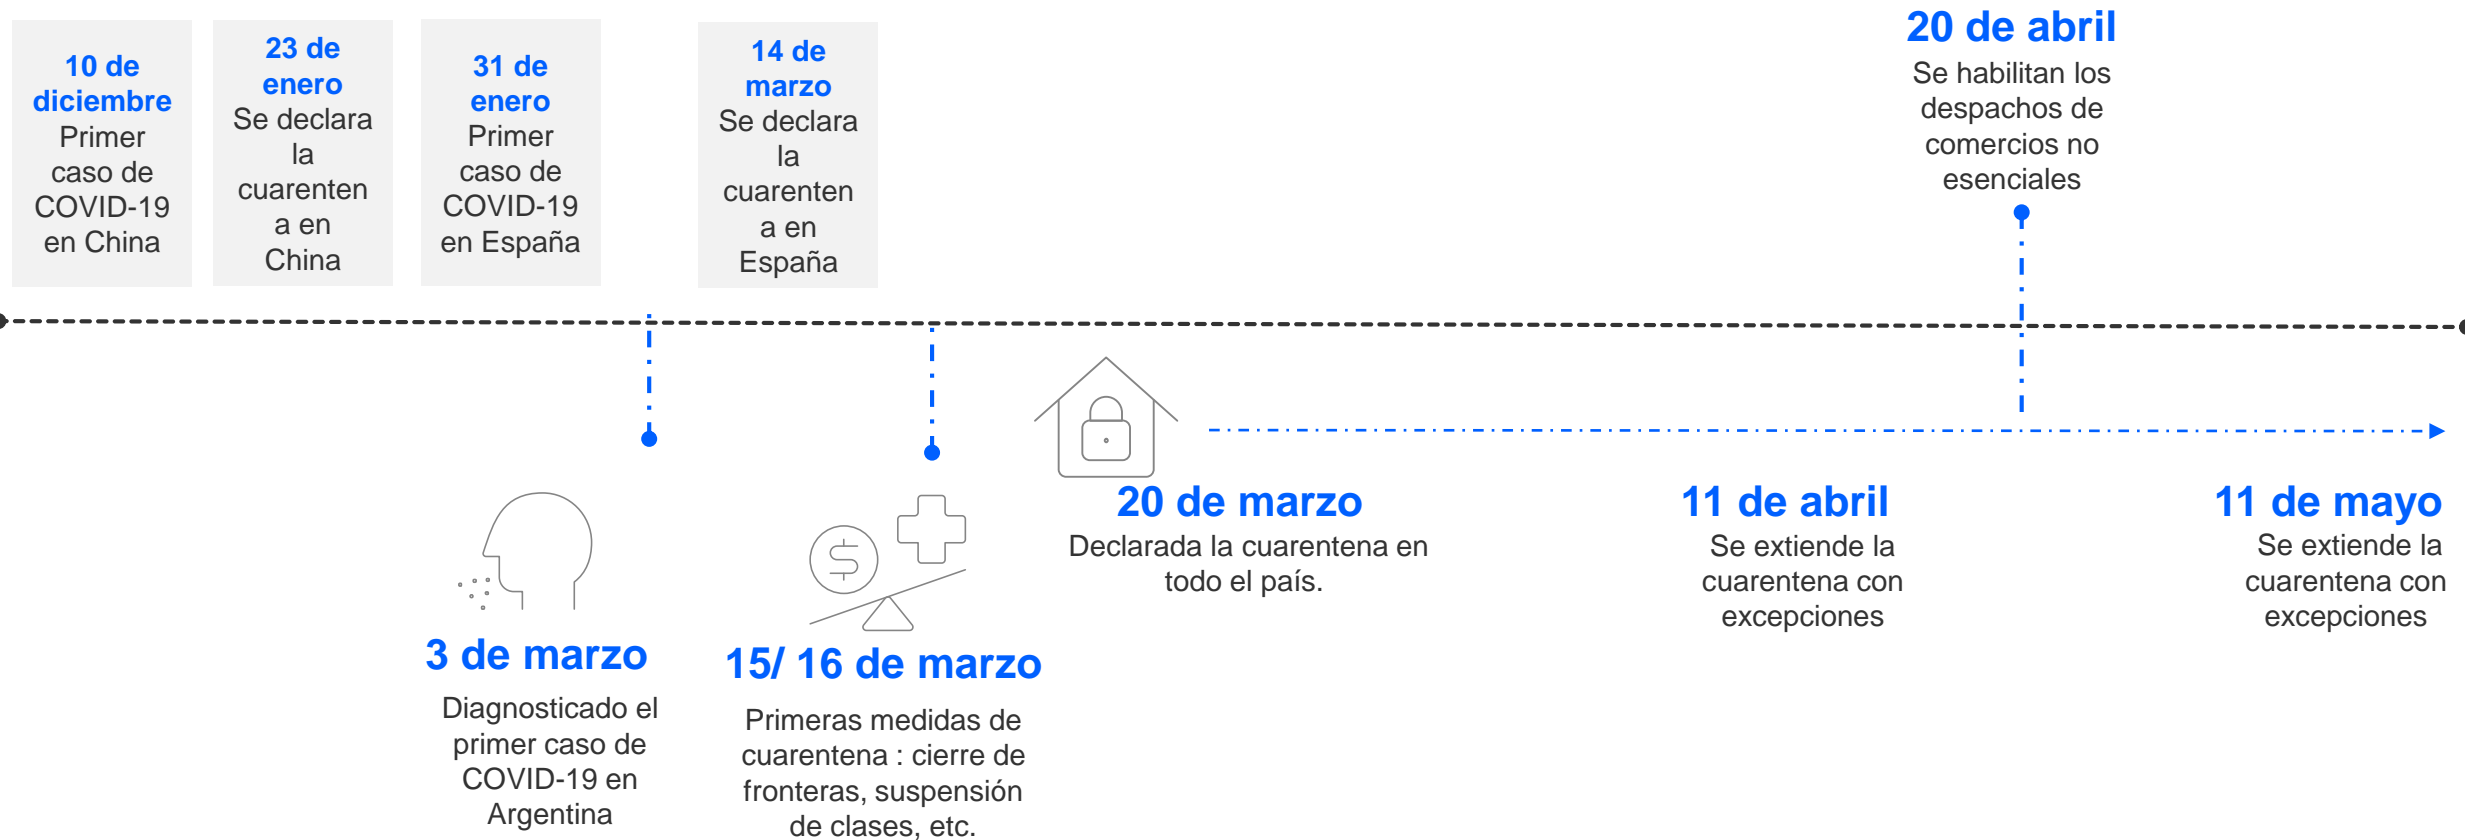 10 de
diciembre
Primer
caso de
COVID-19
en China
23 de
enero
Se declara
la
cuarenten
a en
China
31 de
enero
Primer
caso de
COVID-19
en España
14 de
marzo
Se declara
la
cuarenten
a en
España
20 de abril
Se habilitan los
despachos de
comercios no
esenciales
3 de marzo
Diagnosticado el
primer caso de
COVID-19 en
Argentina
$
15/ 16 de marzo
Primeras medidas de
cuarentena : cierre de
fronteras, suspensión
de clases, etc.
20 de marzo
Declarada la cuarentena en
todo el país.
11 de abril
Se extiende la
cuarentena con
excepciones
11 de mayo
Se extiende la
cuarentena con
excepciones